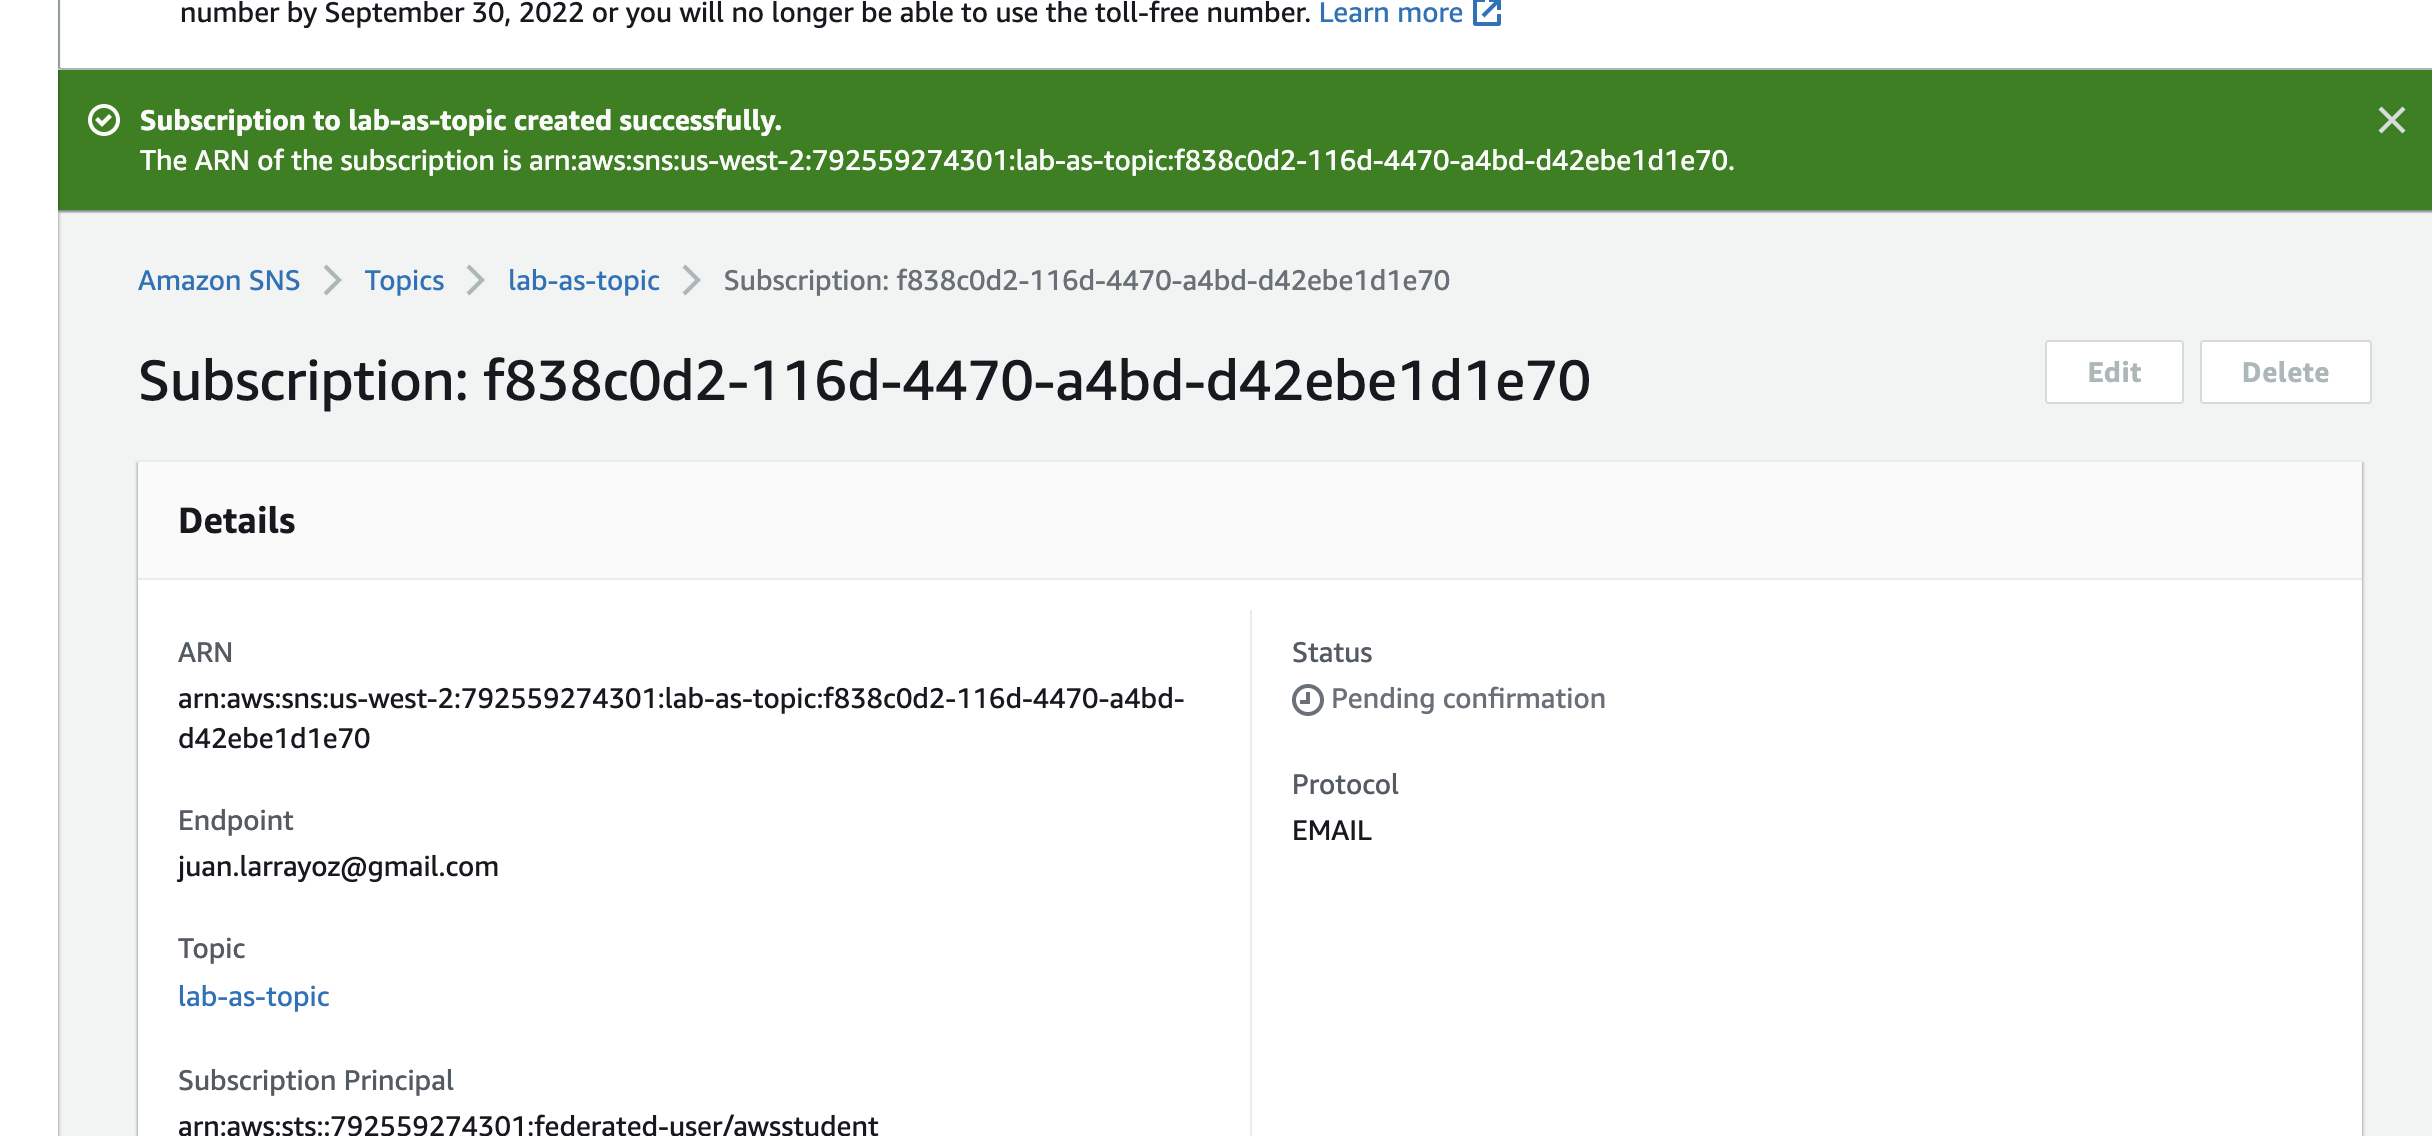 number by September 30, 2022 or you will no longer be able to use the toll-free number. Learn more
Subscription to lab-as-topic created successfully.
The ARN of the subscription is arn:aws:sns:us-west-2:792559274301:lab-as-topic:f838c0d2-116d-4470-a4bd-d42ebe1d1e70.
Amazon SNS
Topics
lab-as-topic
Subscription: f838c0d2-116d-4470-a4bd-d42ebe1d1e70
Subscription: f838c0d2-116d-4470-a4bd-d42ebe1d1e70
Edit
Delete
Details
ARN
arn:aws:sns:us-west-2:792559274301:lab-as-topic:f838c0d2-116d-4470-a4bd-
d42ebe1d1e70
Endpoint
juan.larrayoz@gmail.com
Topic
lab-as-topic
Subscription Principal
arn:aws:sts::792559274301:federated-user/awsstudent
Status
Pending confirmation
Protocol
EMAIL